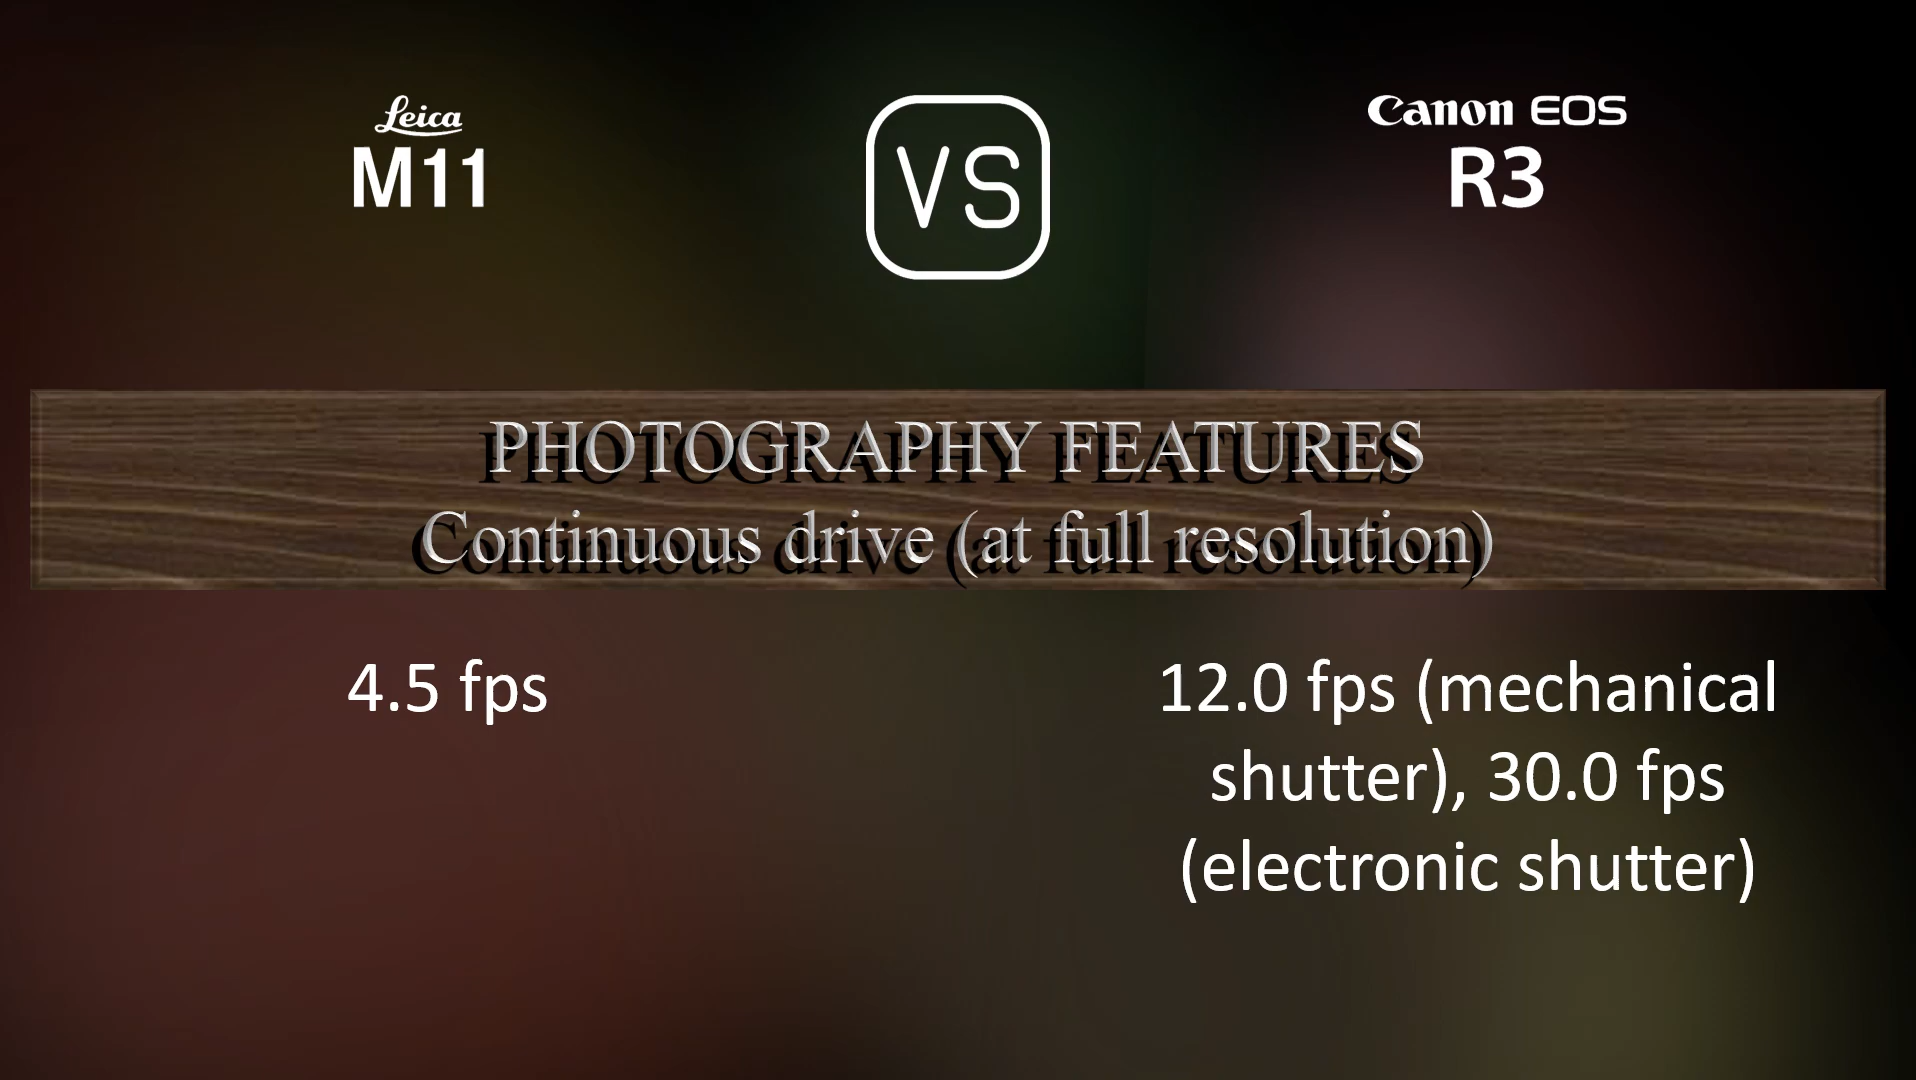 Leica
M11
VS
Canon EOS
R3
PHOTOGRAPHY FEATURES
Continuous drive (at full resolution)
4.5 fps
12.0 fps (mechanical
shutter), 30.0 fps
(electronic shutter)